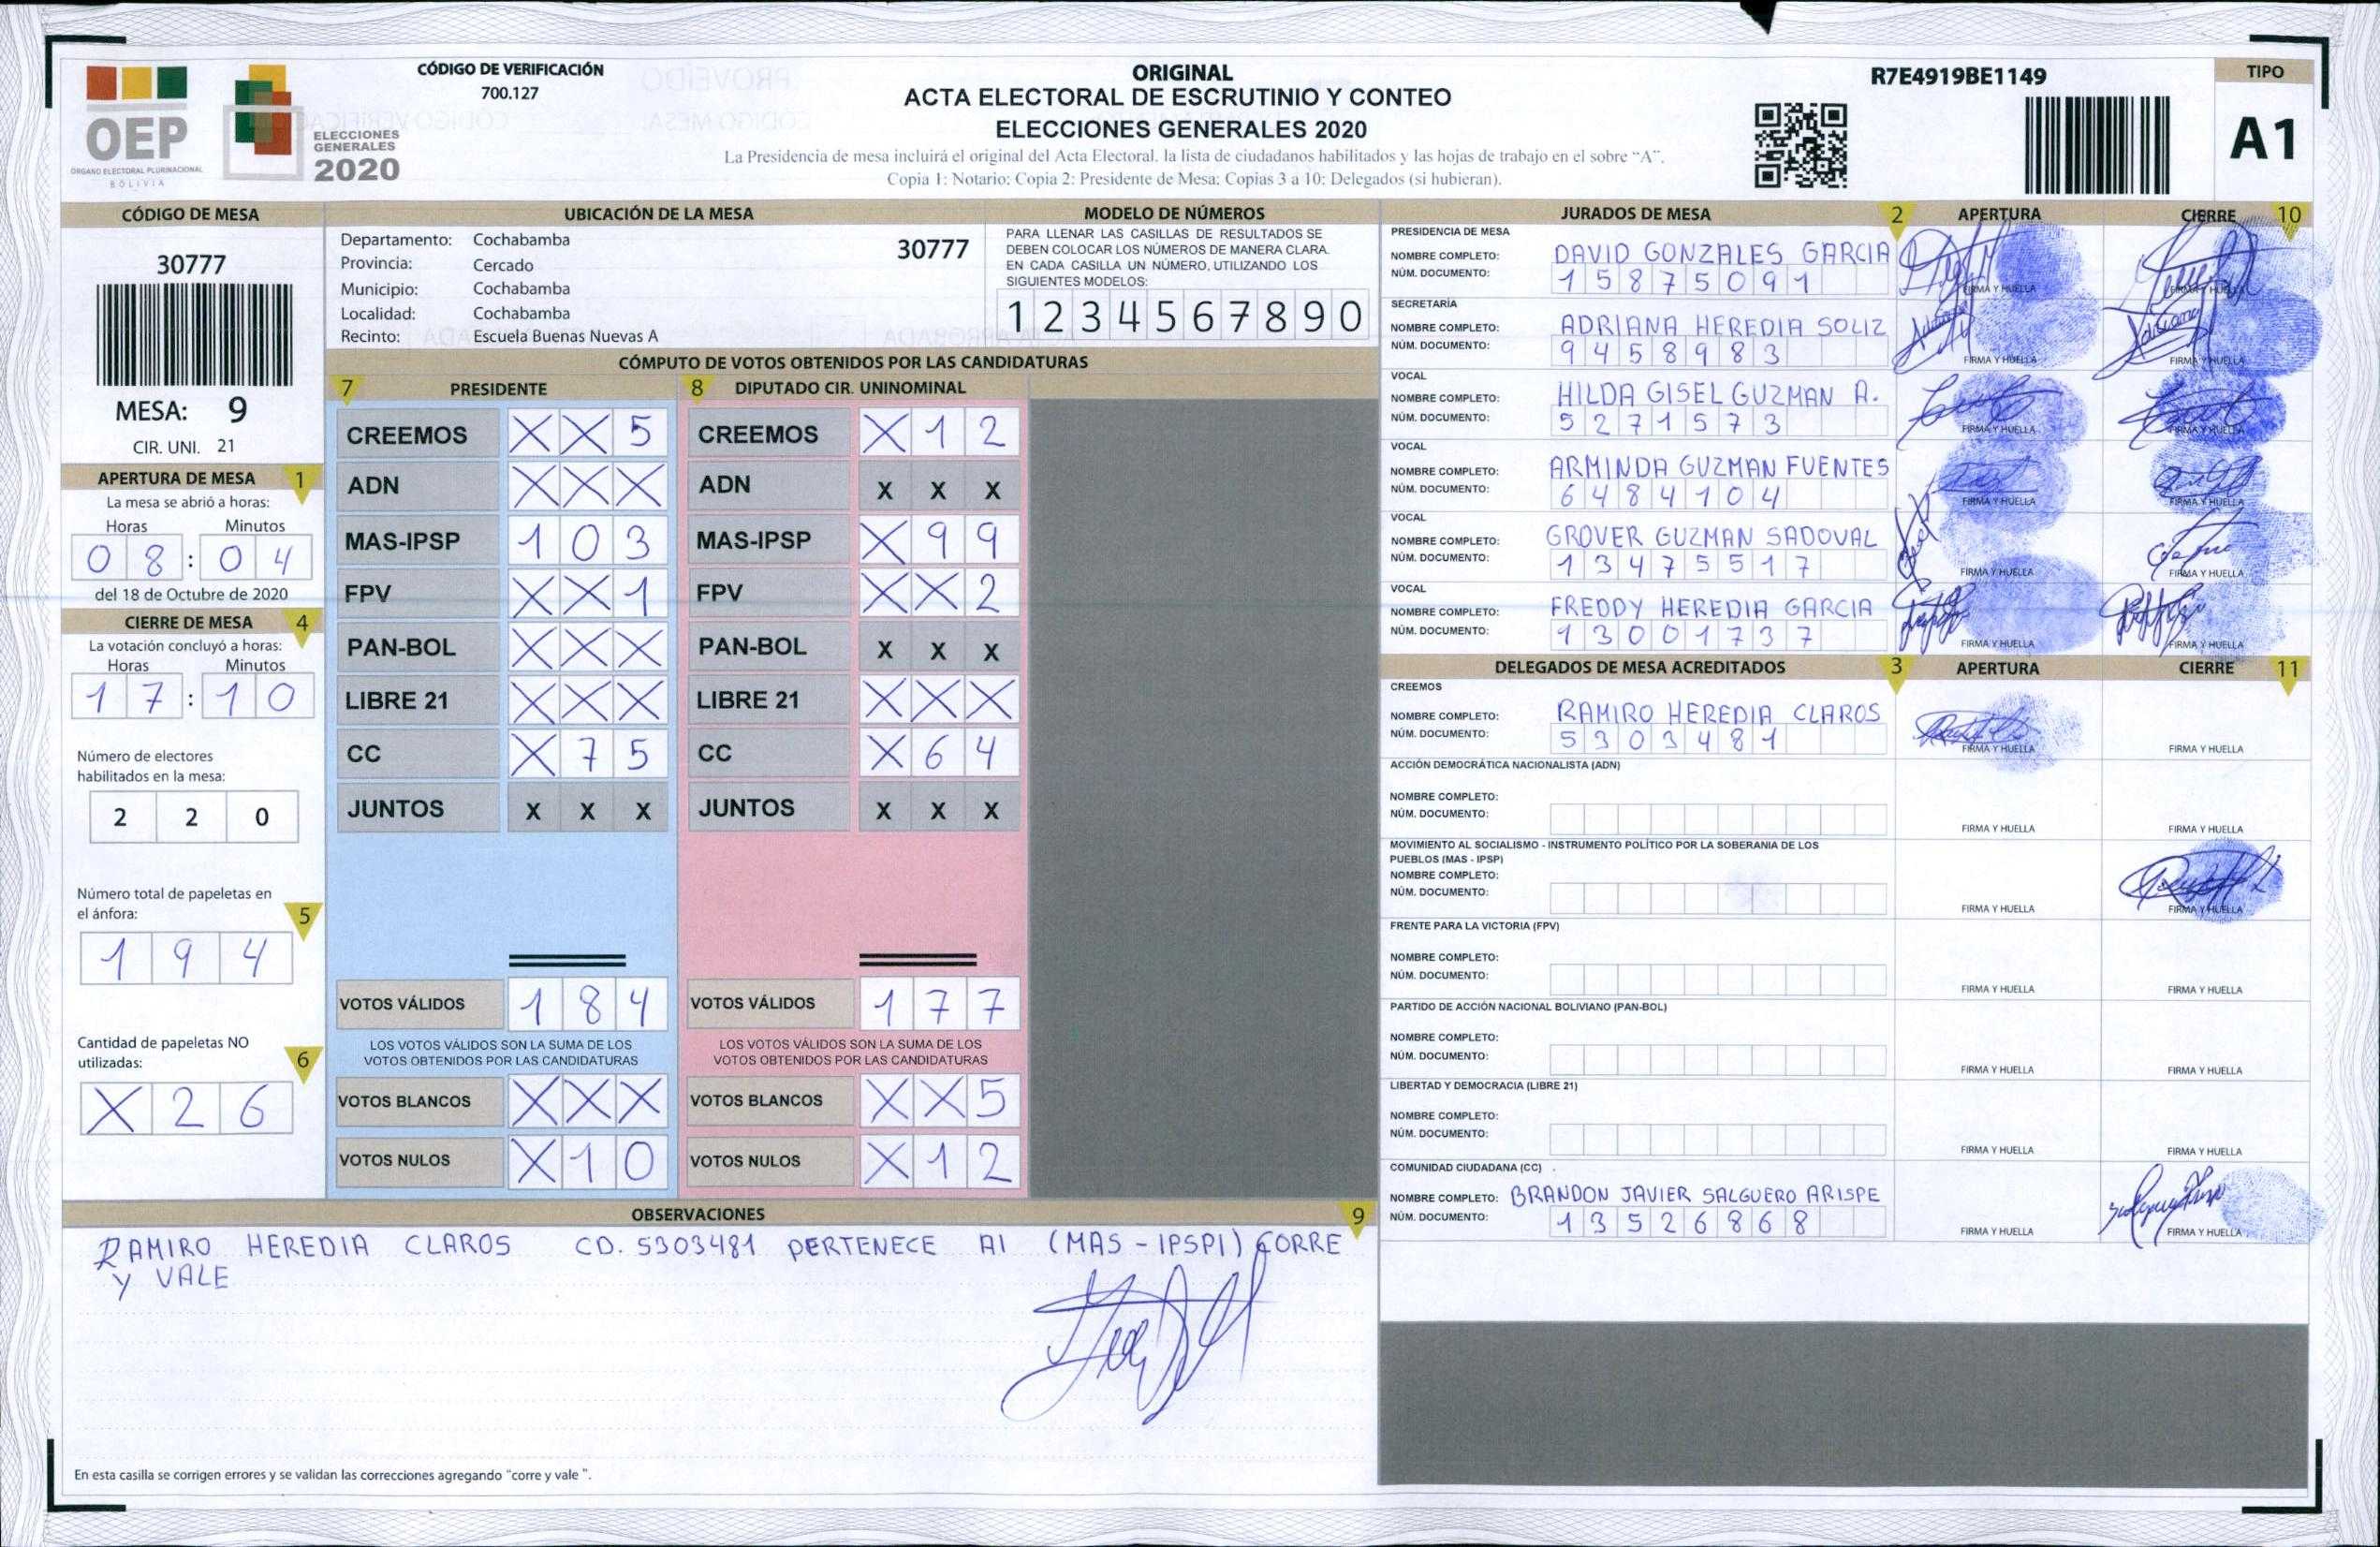 OEP
ÓRGANO ELECTORAL PLURINACIONAL
BOLIVIA
ELECCIONES
GENERALES
2020
CÓDIGO DE VERIFICACIÓN
700.127
ORIGINAL
ACTA ELECTORAL DE ESCRUTINIO Y CONTEO
ELECCIONES GENERALES 2020
La Presidencia de mesa incluirá el original del Acta Electoral, la lista de ciudadanos habilitados y las hojas de trabajo en el sobre “A”.
Copia 1: Notario; Copia 2: Presidente de Mesa; Copias 3 a 10: Delegados (si hubieran).
R7E4919BE1149
TIPO
A1
CÓDIGO DE MESA
30777
MESA: 9
CIR. UNI. 21
APERTURA DE MESA 1
La mesa se abrió a horas:
Horas Minutos
0 8 : 0 4
del 18 de Octubre de 2020
CIERRE DE MESA 4
La votación concluyó a horas:
Horas Minutos
1 7 : 1 0
Número de electores
habilitados en la mesa:
2 2 0
Número total de papeletas en
el ánfora: 5
1 9 4
Cantidad de papeletas NO
utilizadas: 6
X 2 6
UBICACIÓN DE LA MESA
Departamento: Cochabamba 30777
Provincia: Cercado
Municipio: Cochabamba
Localidad: Cochabamba
Recinto: Escuela Buenas Nuevas A
MODELO DE NÚMEROS
PARA LLENAR LAS CASILLAS DE RESULTADOS SE
DEBEN COLOCAR LOS NÚMEROS DE MANERA CLARA.
EN CADA CASILLA UN NÚMERO, UTILIZANDO LOS
SIGUIENTES MODELOS:
1 2 3 4 5 6 7 8 9 0
CÓMPUTO DE VOTOS OBTENIDOS POR LAS CANDIDATURAS
7 PRESIDENTE
CREEMOS X X 5
ADN X X X
MAS-IPSP 1 0 3
FPV X X 1
PAN-BOL X X X
LIBRE 21 X X X
CC X 7 5
JUNTOS X X X
VOTOS VÁLIDOS 1 8 4
LOS VOTOS VÁLIDOS SON LA SUMA DE LOS
VOTOS OBTENIDOS POR LAS CANDIDATURAS
VOTOS BLANCOS X X X
VOTOS NULOS X 1 0
8 DIPUTADO CIR. UNINOMINAL
CREEMOS X 1 2
ADN X X X
MAS-IPSP X 9 9
FPV X X 2
PAN-BOL X X X
LIBRE 21 X X X
CC X 6 4
JUNTOS X X X
VOTOS VÁLIDOS 1 7 7
LOS VOTOS VÁLIDOS SON LA SUMA DE LOS
VOTOS OBTENIDOS POR LAS CANDIDATURAS
VOTOS BLANCOS X X 5
VOTOS NULOS X 1 2
OBSERVACIONES 9
RAMIRO HEREDIA CLAROS CD. 5303481 PERTENECE Al (MAS - IPSPI) CORRE
Y VALE
En esta casilla se corrigen errores y se validan las correcciones agregando “corre y vale ”.
JURADOS DE MESA 2 APERTURA CIERRE 10
PRESIDENCIA DE MESA
NOMBRE COMPLETO: DAVID GONZALES GARCIA
NÚM. DOCUMENTO: 1 5 8 7 5 0 9 1
FIRMA Y HUELLA FIRMA Y HUELLA
SECRETARÍA
NOMBRE COMPLETO: ADRIANA HEREDIA SOLIZ
NÚM. DOCUMENTO: 9 4 5 8 9 8 3
FIRMA Y HUELLA FIRMA Y HUELLA
VOCAL
NOMBRE COMPLETO: HILDA GISEL GUZMAN A.
NÚM. DOCUMENTO: 5 2 7 1 5 7 3
FIRMA Y HUELLA FIRMA Y HUELLA
VOCAL
NOMBRE COMPLETO: ARMINDA GUZMAN FUENTES
NÚM. DOCUMENTO: 6 4 8 4 1 0 4
FIRMA Y HUELLA FIRMA Y HUELLA
VOCAL
NOMBRE COMPLETO: GROVER GUZMAN SADOVAL
NÚM. DOCUMENTO: 1 3 4 7 5 5 1 7
FIRMA Y HUELLA FIRMA Y HUELLA
VOCAL
NOMBRE COMPLETO: FREDDY HEREDIA GARCIA
NÚM. DOCUMENTO: 1 3 0 0 1 7 3 7
FIRMA Y HUELLA FIRMA Y HUELLA
DELEGADOS DE MESA ACREDITADOS 3 APERTURA CIERRE 11
CREEMOS
NOMBRE COMPLETO: RAMIRO HEREDIA CLAROS
NÚM. DOCUMENTO: 5 3 0 3 4 8 1
FIRMA Y HUELLA FIRMA Y HUELLA
ACCIÓN DEMOCRÁTICA NACIONALISTA (ADN)
NOMBRE COMPLETO:
NÚM. DOCUMENTO:
FIRMA Y HUELLA FIRMA Y HUELLA
MOVIMIENTO AL SOCIALISMO - INSTRUMENTO POLÍTICO POR LA SOBERANIA DE LOS
PUEBLOS (MAS - IPSP)
NOMBRE COMPLETO:
NÚM. DOCUMENTO:
FIRMA Y HUELLA FIRMA Y HUELLA
FRENTE PARA LA VICTORIA (FPV)
NOMBRE COMPLETO:
NÚM. DOCUMENTO:
FIRMA Y HUELLA FIRMA Y HUELLA
PARTIDO DE ACCIÓN NACIONAL BOLIVIANO (PAN-BOL)
NOMBRE COMPLETO:
NÚM. DOCUMENTO:
FIRMA Y HUELLA FIRMA Y HUELLA
LIBERTAD Y DEMOCRACIA (LIBRE 21)
NOMBRE COMPLETO:
NÚM. DOCUMENTO:
FIRMA Y HUELLA FIRMA Y HUELLA
COMUNIDAD CIUDADANA (CC)
NOMBRE COMPLETO: BRANDON JAVIER SALGUERO ARISPE
NÚM. DOCUMENTO: 1 3 5 2 6 8 6 8
FIRMA Y HUELLA FIRMA Y HUELLA